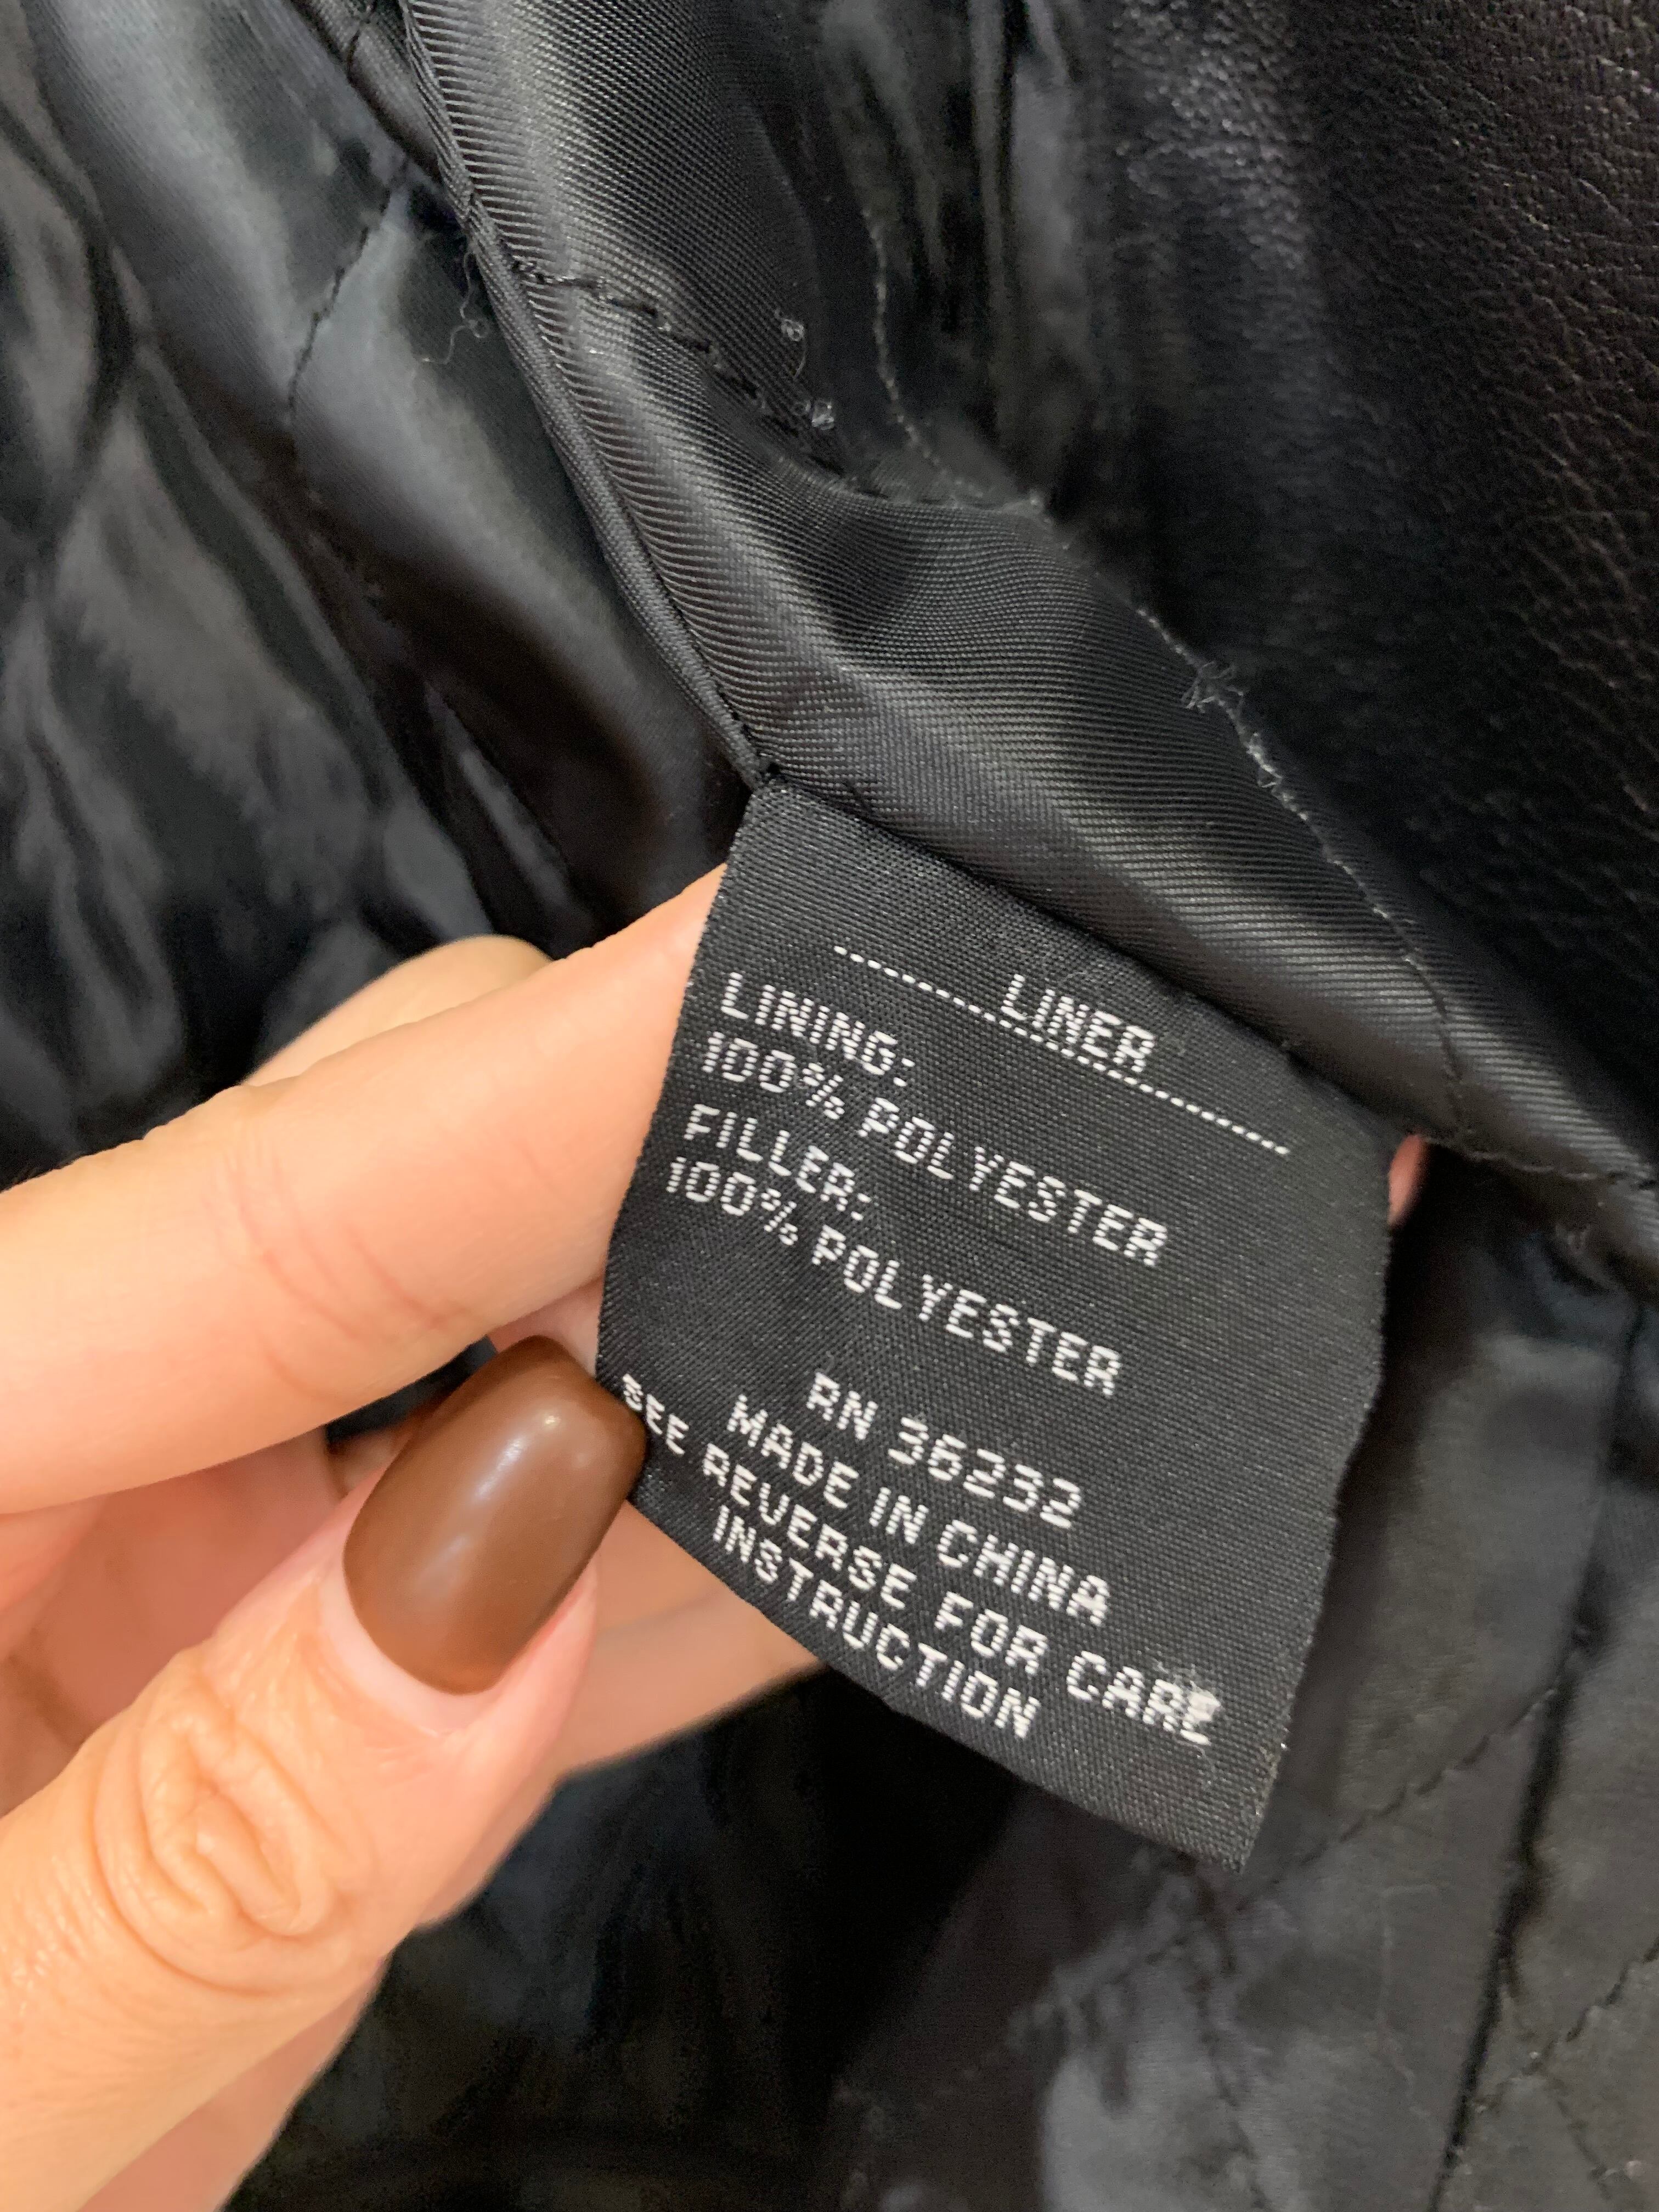 LINER
LINING:
100% POLYESTER
FILLER:
100% POLYESTER
RN 36232
MADE IN CHINA
SEE REVERSE FOR CARE
INSTRUCTION